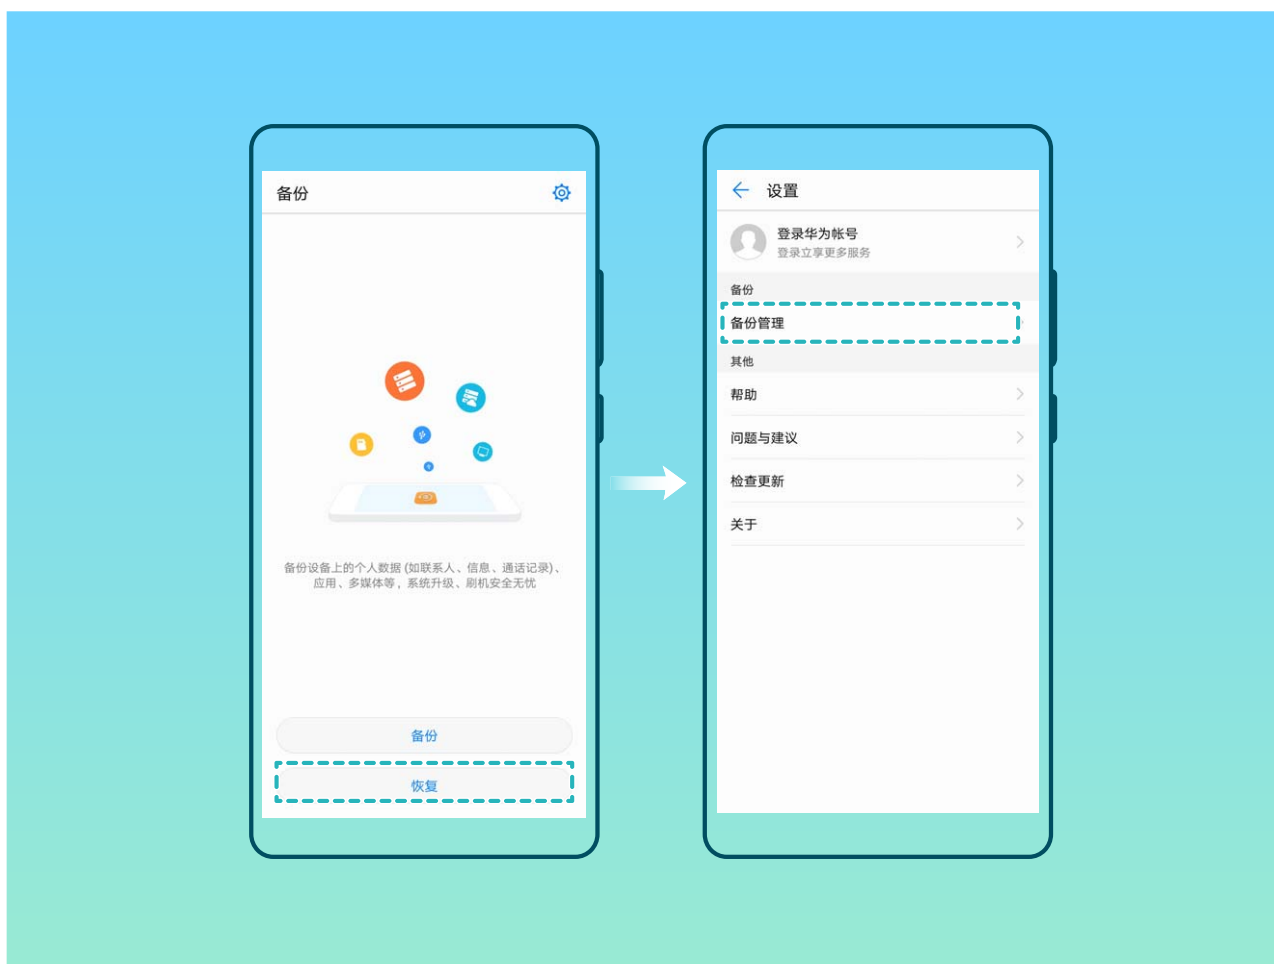 备份
备份设备上的个人数据 (如联系人、信息、通话记录)、
应用、多媒体等，系统升级、刷机安全无忧
备份
恢复
设置
登录华为帐号
登录立享更多服务
备份
备份管理
其他
帮助
问题与建议
检查更新
关于